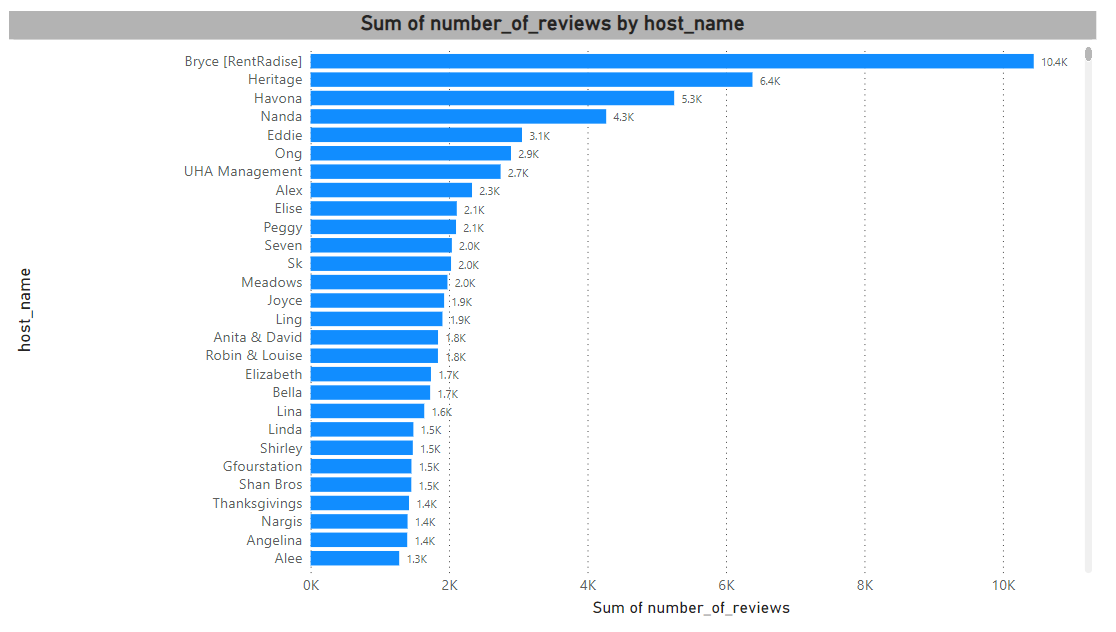 Sum of number_of_reviews by host_name
host_name
Bryce [RentRadise] 10.4K
Heritage 6.4K
Havona 5.3K
Nanda 4.3K
Eddie 3.1K
Ong 2.9K
UHA Management 2.7K
Alex 2.3K
Elise 2.1K
Peggy 2.1K
Seven 2.0K
Sk 2.0K
Meadows 2.0K
Joyce 1.9K
Ling 1.9K
Anita & David 1.8K
Robin & Louise 1.8K
Elizabeth 1.7K
Bella 1.7K
Lina 1.6K
Linda 1.5K
Shirley 1.5K
Gfourstation 1.5K
Shan Bros 1.5K
Thanksgivings 1.4K
Nargis 1.4K
Angelina 1.4K
Alee 1.3K
0K 2K 4K 6K 8K 10K
Sum of number_of_reviews